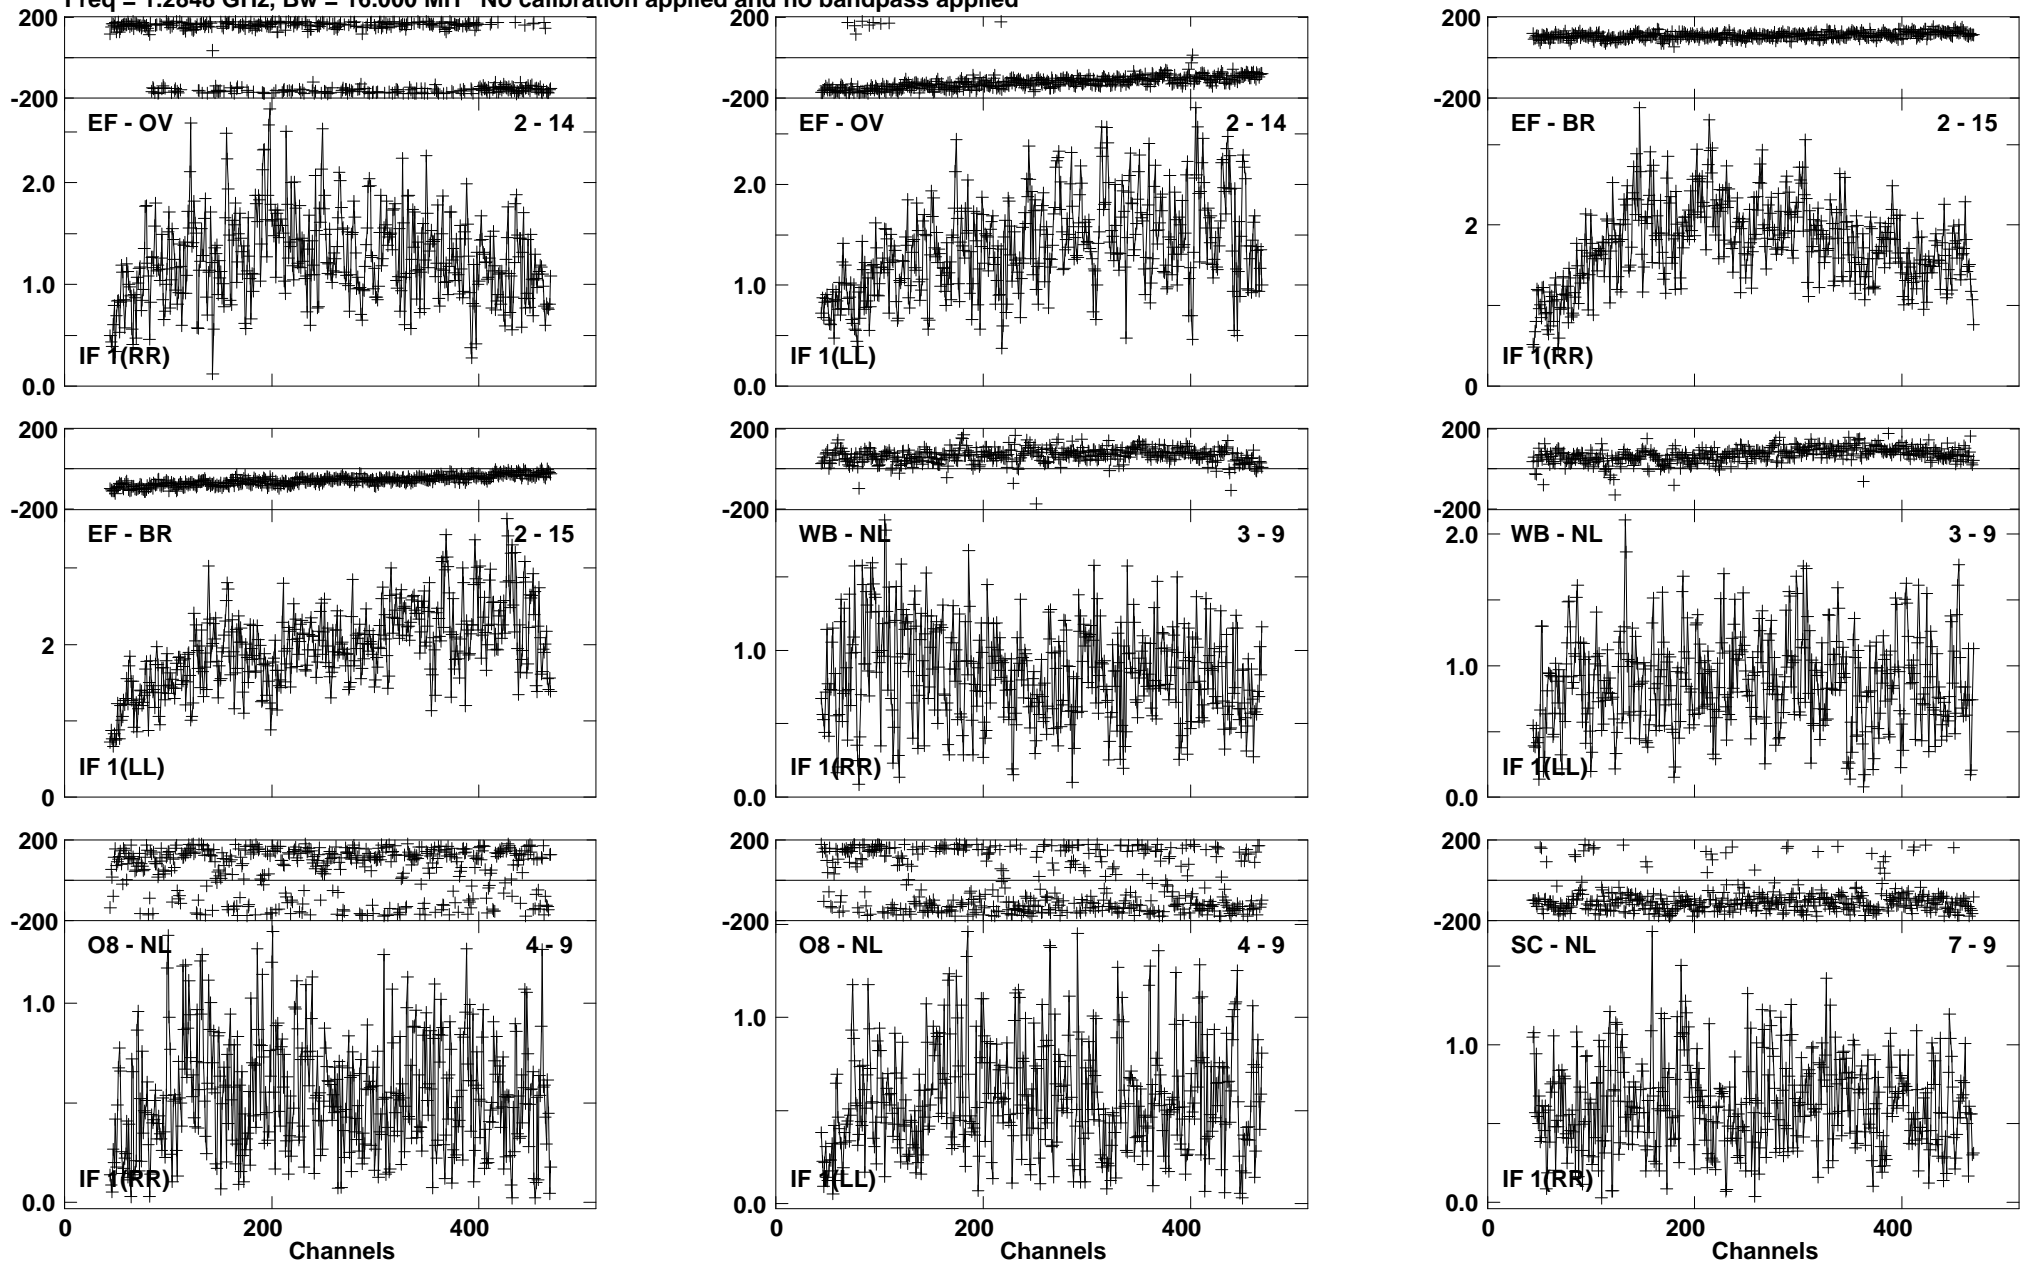 Freq = 1.2848 GHz, Bw = 16.000 MH No calibration applied and no bandpass applied
200
-200
EF - OV 2 - 14
2.0
1.0
IF 1(RR)
0.0
-200
200
EF - OV 2 - 14
2.0
1.0
IF 1(LL)
0.0
200
-200
EF - BR 2 - 15
2
IF 1(RR)
0
200
-200
EF - BR 2 - 15
2
IF 1(LL)
0
200
-200
WB - NL 3 - 9
1.0
IF 1(RR)
0.0
200
-200
WB - NL 3 - 9
2.0
1.0
IF 1(LL)
0.0
200
-200
O8 - NL 4 - 9
1.0
IF 1(RR)
0.0
0 200 400
Channels
200
-200
O8 - NL 4 - 9
1.0
IF 1(LL)
0.0
0 200 400
Channels
200
-200
SC - NL 7 - 9
1.0
IF 1(RR)
0.0
0 200 400
Channels